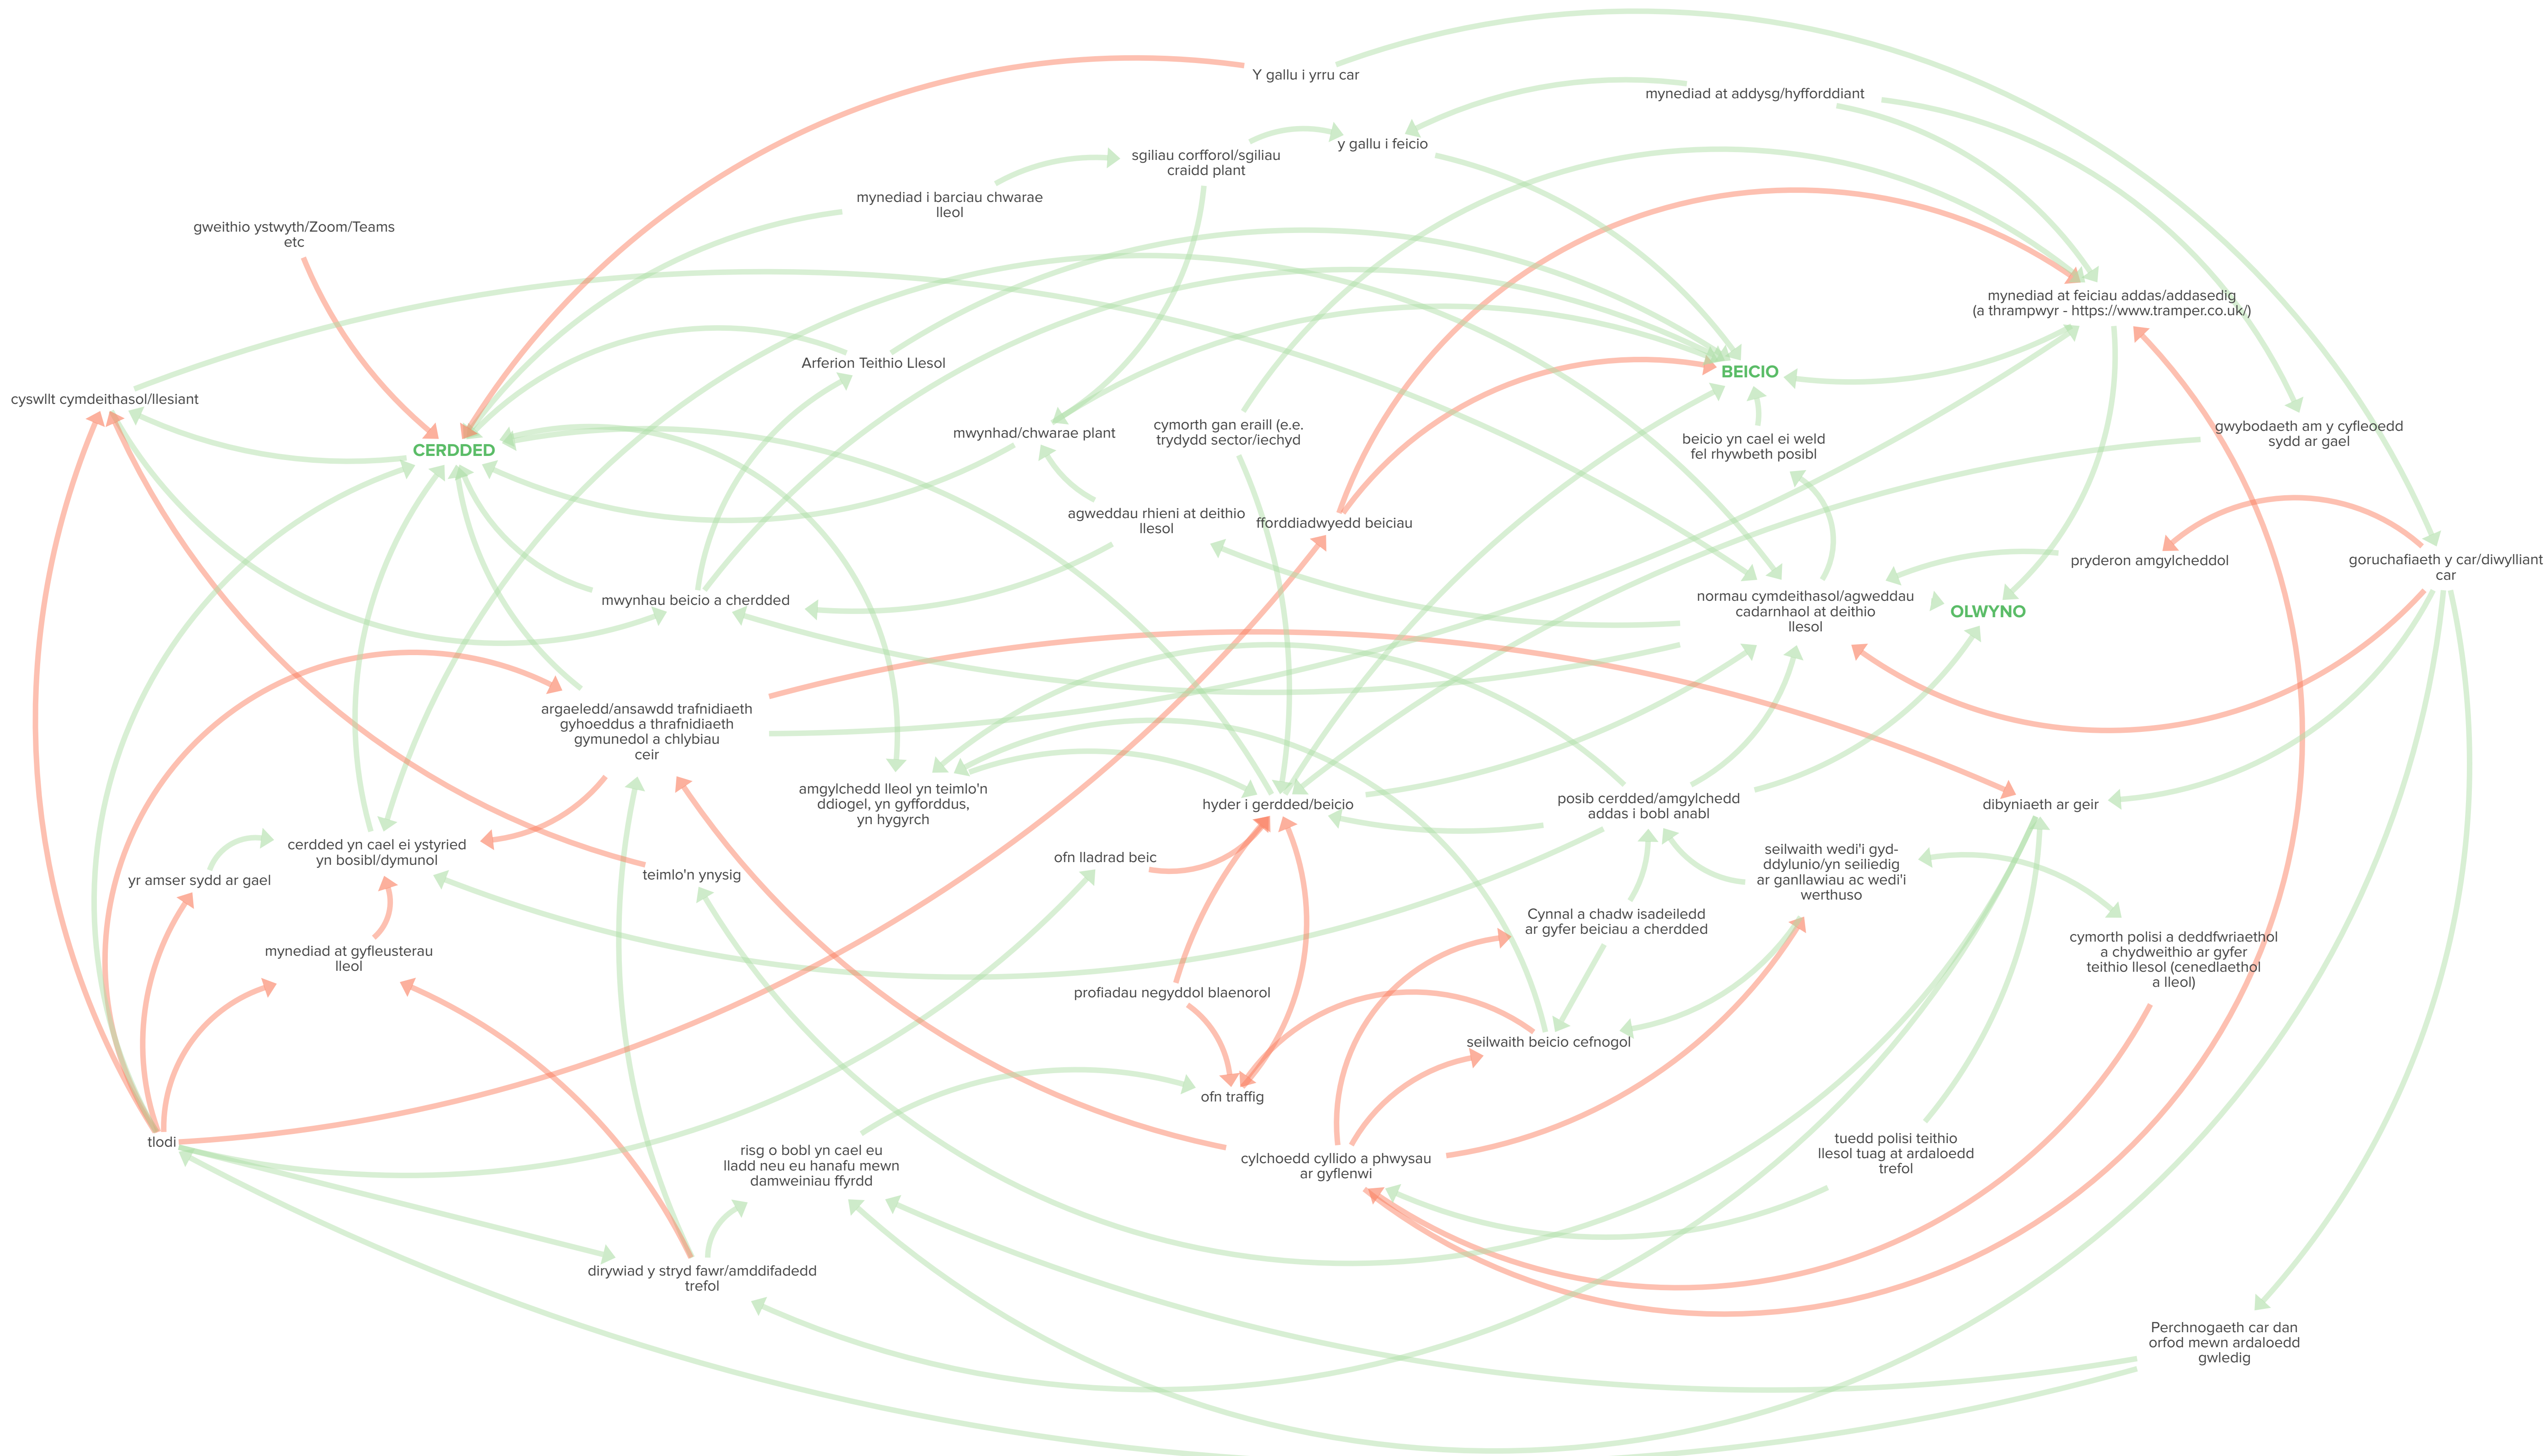 Y gallu i yrru car
mynediad at addysg/hyfforddiant
y gallu i feicio
sgiliau corfforol/sgiliau
craidd plant
mynediad i barciau chwarae
lleol
gweithio ystwyth/Zoom/Teams
etc
mynediad at feiciau addas/addasedig
(a thrampwyr - https://www.tramper.co.uk/)
Arferion Teithio Llesol
BEICIO
cyswllt cymdeithasol/llesiant
CERDDED
mwynhad/chwarae plant
cymorth gan eraill (e.e.
trydydd sector/iechyd
beicio yn cael ei weld
fel rhywbeth posibl
gwybodaeth am y cyfleoedd
sydd ar gael
agweddau rhieni at deithio
llesol
fforddiadwyedd beiciau
pryderon amgylcheddol
goruchafiaeth y car/diwylliant
car
mwynhau beicio a cherdded
normau cymdeithasol/agweddau
cadarnhaol at deithio
llesol
OLWYNO
argaeledd/ansawdd trafnidiaeth
gyhoeddus a thrafnidiaeth
gymunedol a chlybiau
ceir
amgylchedd lleol yn teimlo'n
ddiogel, yn gyfforddus,
yn hygyrch
hyder i gerdded/beicio
posib cerdded/amgylchedd
addas i bobl anabl
dibyniaeth ar geir
cerdded yn cael ei ystyried
yn bosibl/dymunol
ofn lladrad beic
seilwaith wedi'i gyd-
ddylunio/yn seiliedig
ar ganllawiau ac wedi'i
werthuso
yr amser sydd ar gael
teimlo'n ynysig
Cynnal a chadw isadeiledd
ar gyfer beiciau a cherdded
mynediad at gyfleusterau
lleol
cymorth polisi a deddfwriaethol
a chydweithio ar gyfer
teithio llesol (cenedlaethol
a lleol)
profiadau negyddol blaenorol
seilwaith beicio cefnogol
ofn traffig
tlodi
risg o bobl yn cael eu
lladd neu eu hanafu mewn
damweiniau ffyrdd
cylchoedd cyllido a phwysau
ar gyflenwi
tuedd polisi teithio
llesol tuag at ardaloedd
trefol
dirywiad y stryd fawr/amddifadedd
trefol
Perchnogaeth car dan
orfod mewn ardaloedd
gwledig